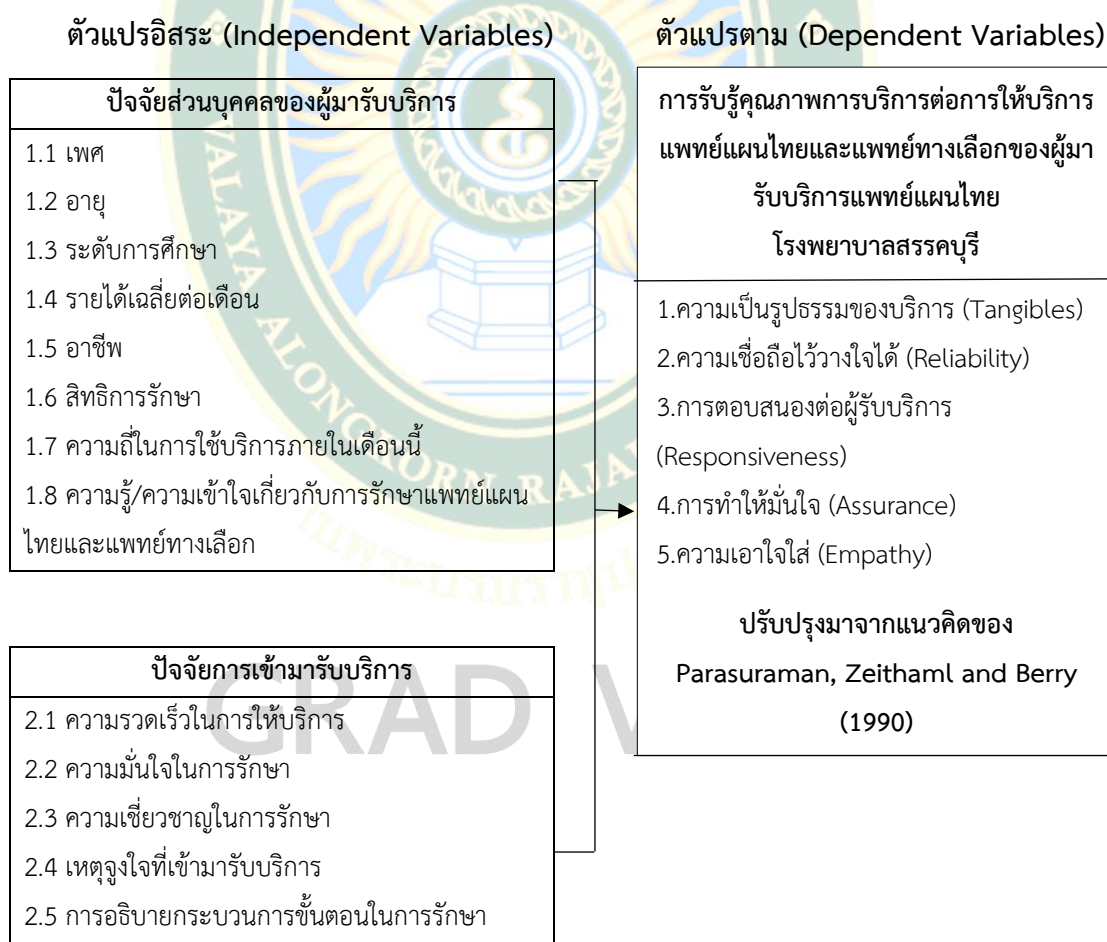 ตัวแปรอิสระ (Independent Variables)
ปัจจัยส่วนบุคคลของผู้มารับบริการ
1.1 เพศ
1.2 อายุ
1.3 ระดับการศึกษา
1.4 รายได้เฉลี่ยต่อเดือน
1.5 อาชีพ
1.6 สิทธิการรักษา
1.7 ความถี่ในการใช้บริการภายในเดือนนี้
1.8 ความรู้/ความเข้าใจเกี่ยวกับการรักษาแพทย์แผน
ไทยและแพทย์ทางเลือก
ปัจจัยการเข้ามารับบริการ
2.1 ความรวดเร็วในการให้บริการ
2.2 ความมั่นใจในการรักษา
2.3 ความเชี่ยวชาญในการรักษา
2.4 เหตุจูงใจที่เข้ามารับบริการ
2.5 การอธิบายกระบวนการขั้นตอนในการรักษา
ตัวแปรตาม (Dependent Variables)
การรับรู้คุณภาพการบริการต่อการให้บริการ
แพทย์แผนไทยและแพทย์ทางเลือกของผู้มา
รับบริการแพทย์แผนไทย
โรงพยาบาลสรรคบุรี
1.ความเป็นรูปธรรมของบริการ (Tangibles)
2.ความเชื่อถือไว้วางใจได้ (Reliability)
3.การตอบสนองต่อผู้รับบริการ
(Responsiveness)
4.การทำให้มั่นใจ (Assurance)
5.ความเอาใจใส่ (Empathy)
ปรับปรุงมาจากแนวคิดของ
Parasuraman, Zeithaml and Berry
(1990)
VALAYA ALONGKORN RAJA
GRAD V